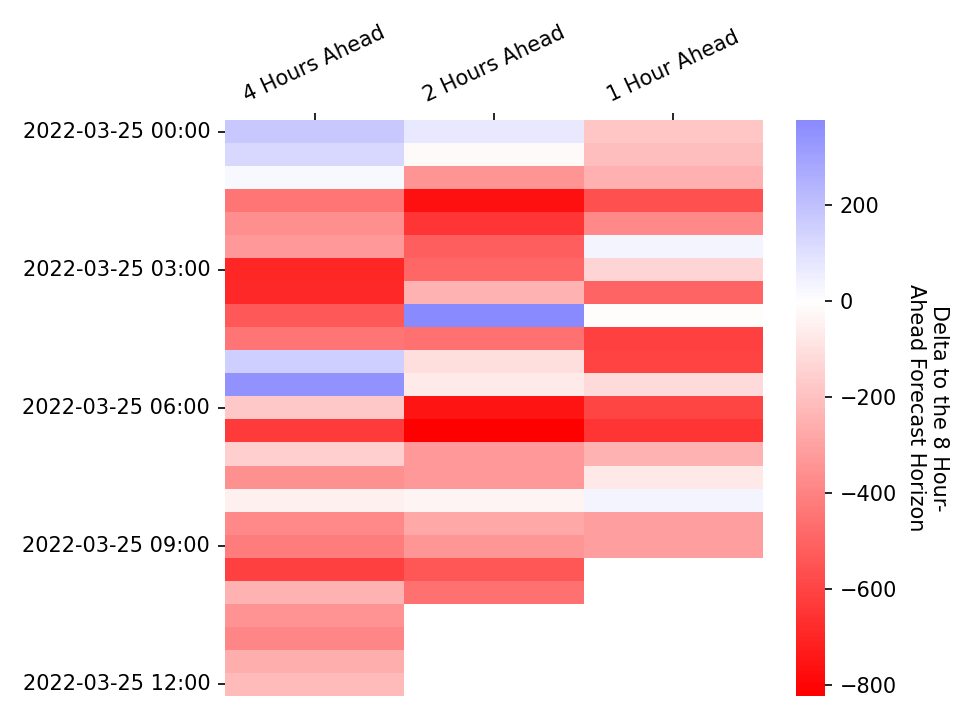 4 Hours Ahead
2 Hours Ahead
1 Hour Ahead
2022-03-25 00:00
2022-03-25 03:00
2022-03-25 06:00
2022-03-25 09:00
2022-03-25 12:00
200
0
−200
−400
−600
−800
Delta to the 8 Hour-
Ahead Forecast Horizon